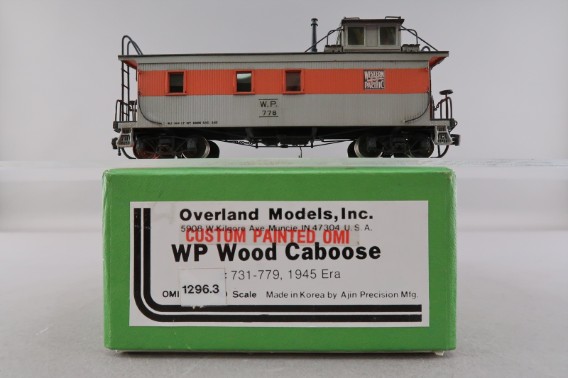 WESTERN
PACIFIC
W.P.
776
Overland Models, Inc.
5908 W. Kilgore Ave. Muncie, IN. 47304 U.S.A.
CUSTOM PAINTED OMI
WP Wood Caboose
: 731-779, 1945 Era
1296.3
OMI Scale Made in Korea by Ajin Precision Mfg.